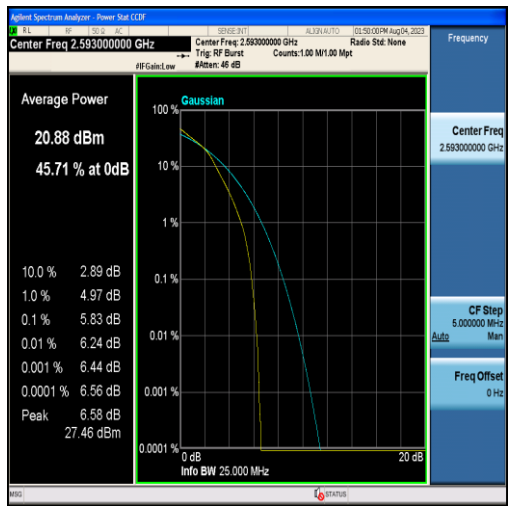 Agilent Spectrum Analyzer - Power Stat CCDF
RL RF 50 Ω AC SENSE:INT ALIGN AUTO 01:50:00 PM Aug 04, 2023
Center Freq 2.593000000 GHz
Center Freq: 2.593000000 GHz Radio Std: None
Trig: RF Burst Counts:1.00 M/1.00 Mpt
#IFGain:Low #Atten: 46 dB
Frequency
Average Power
20.88 dBm
45.71 % at 0dB
10.0 % 2.89 dB
1.0 % 4.97 dB
0.1 % 5.83 dB
0.01 % 6.24 dB
0.001 % 6.44 dB
0.0001 % 6.56 dB
Peak 6.58 dB
27.46 dBm
Gaussian
100 %
10 %
1 %
0.1 %
0.01 %
0.001 %
0.0001 %
0 dB 20 dB
Info BW 25.000 MHz
Center Freq
2.593000000 GHz
CF Step
5.000000 MHz
Auto Man
Freq Offset
0 Hz
MSG STATUS